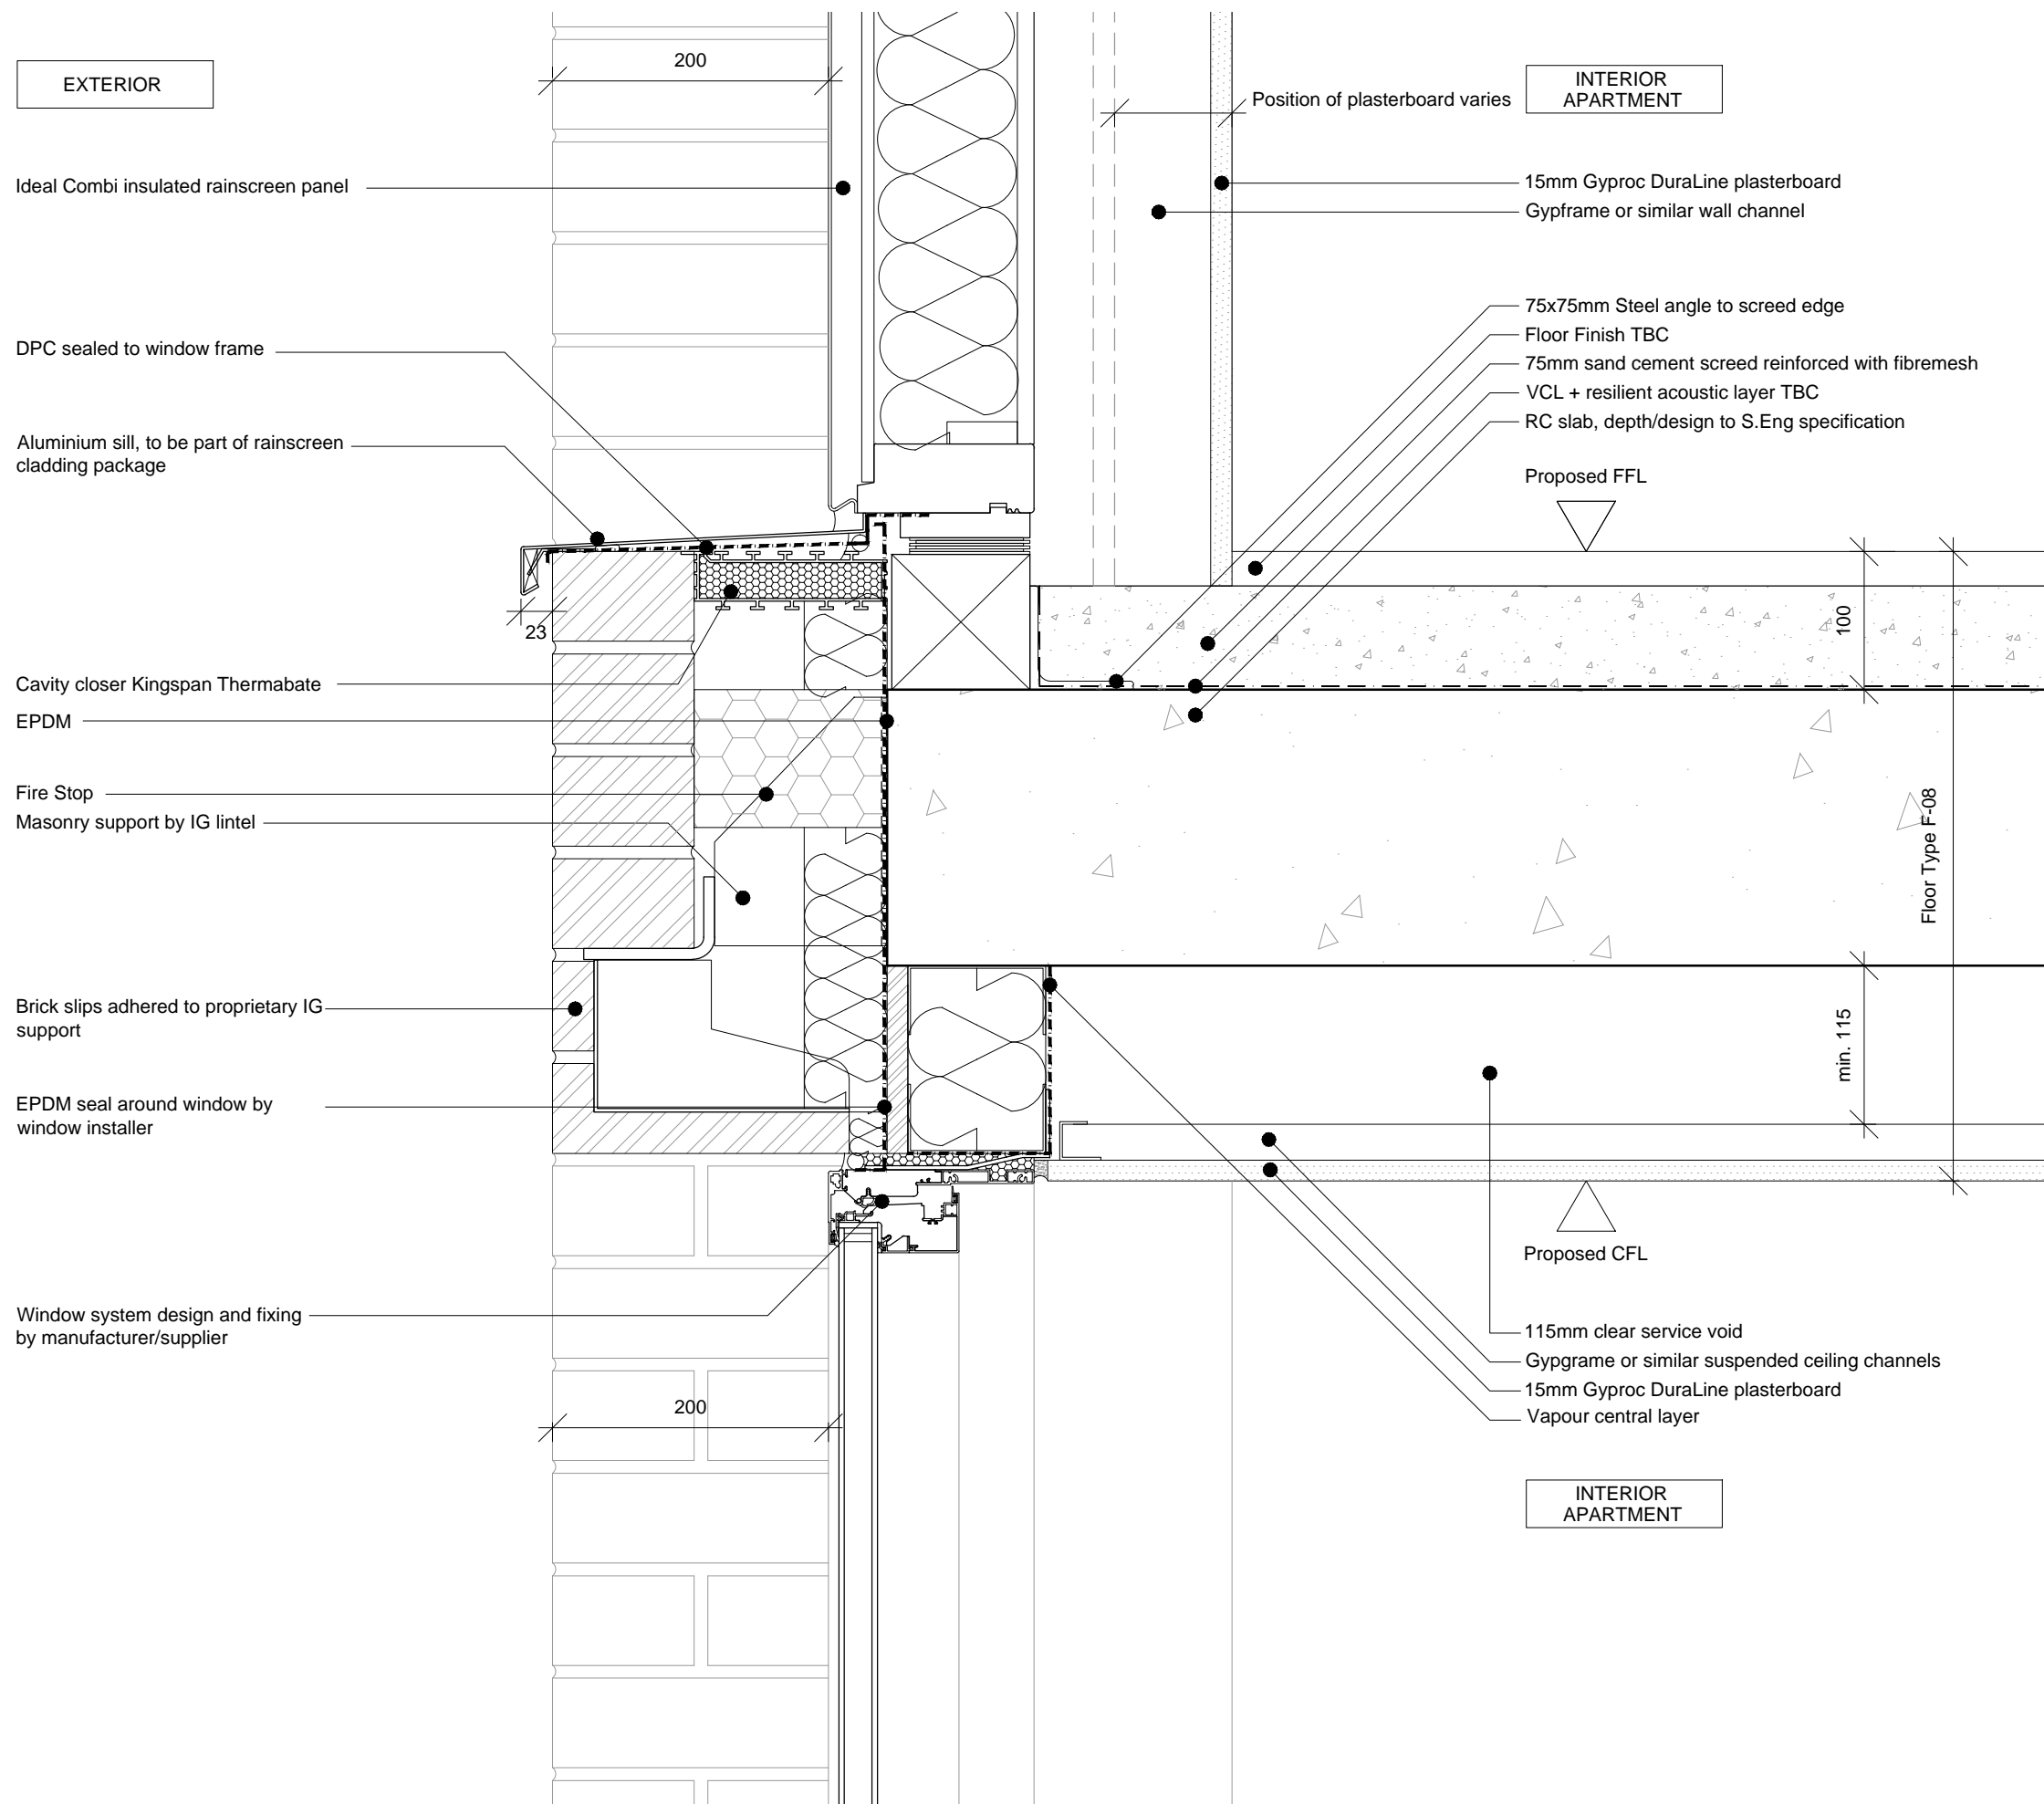 EXTERIOR
200
INTERIOR
APARTMENT
Position of plasterboard varies
Ideal Combi insulated rainscreen panel
15mm Gyproc DuraLine plasterboard
Gypframe or similar wall channel
75x75mm Steel angle to screed edge
Floor Finish TBC
75mm sand cement screed reinforced with fibremesh
VCL + resilient acoustic layer TBC
RC slab, depth/design to S.Eng specification
DPC sealed to window frame
Aluminium sill, to be part of rainscreen
cladding package
Proposed FFL
23
100
Cavity closer Kingspan Thermabate
EPDM
Fire Stop
Masonry support by IG lintel
Floor Type F-08
Brick slips adhered to proprietary IG
support
min. 115
EPDM seal around window by
window installer
Proposed CFL
Window system design and fixing
by manufacturer/supplier
115mm clear service void
Gypgrame or similar suspended ceiling channels
15mm Gyproc DuraLine plasterboard
Vapour central layer
200
INTERIOR
APARTMENT